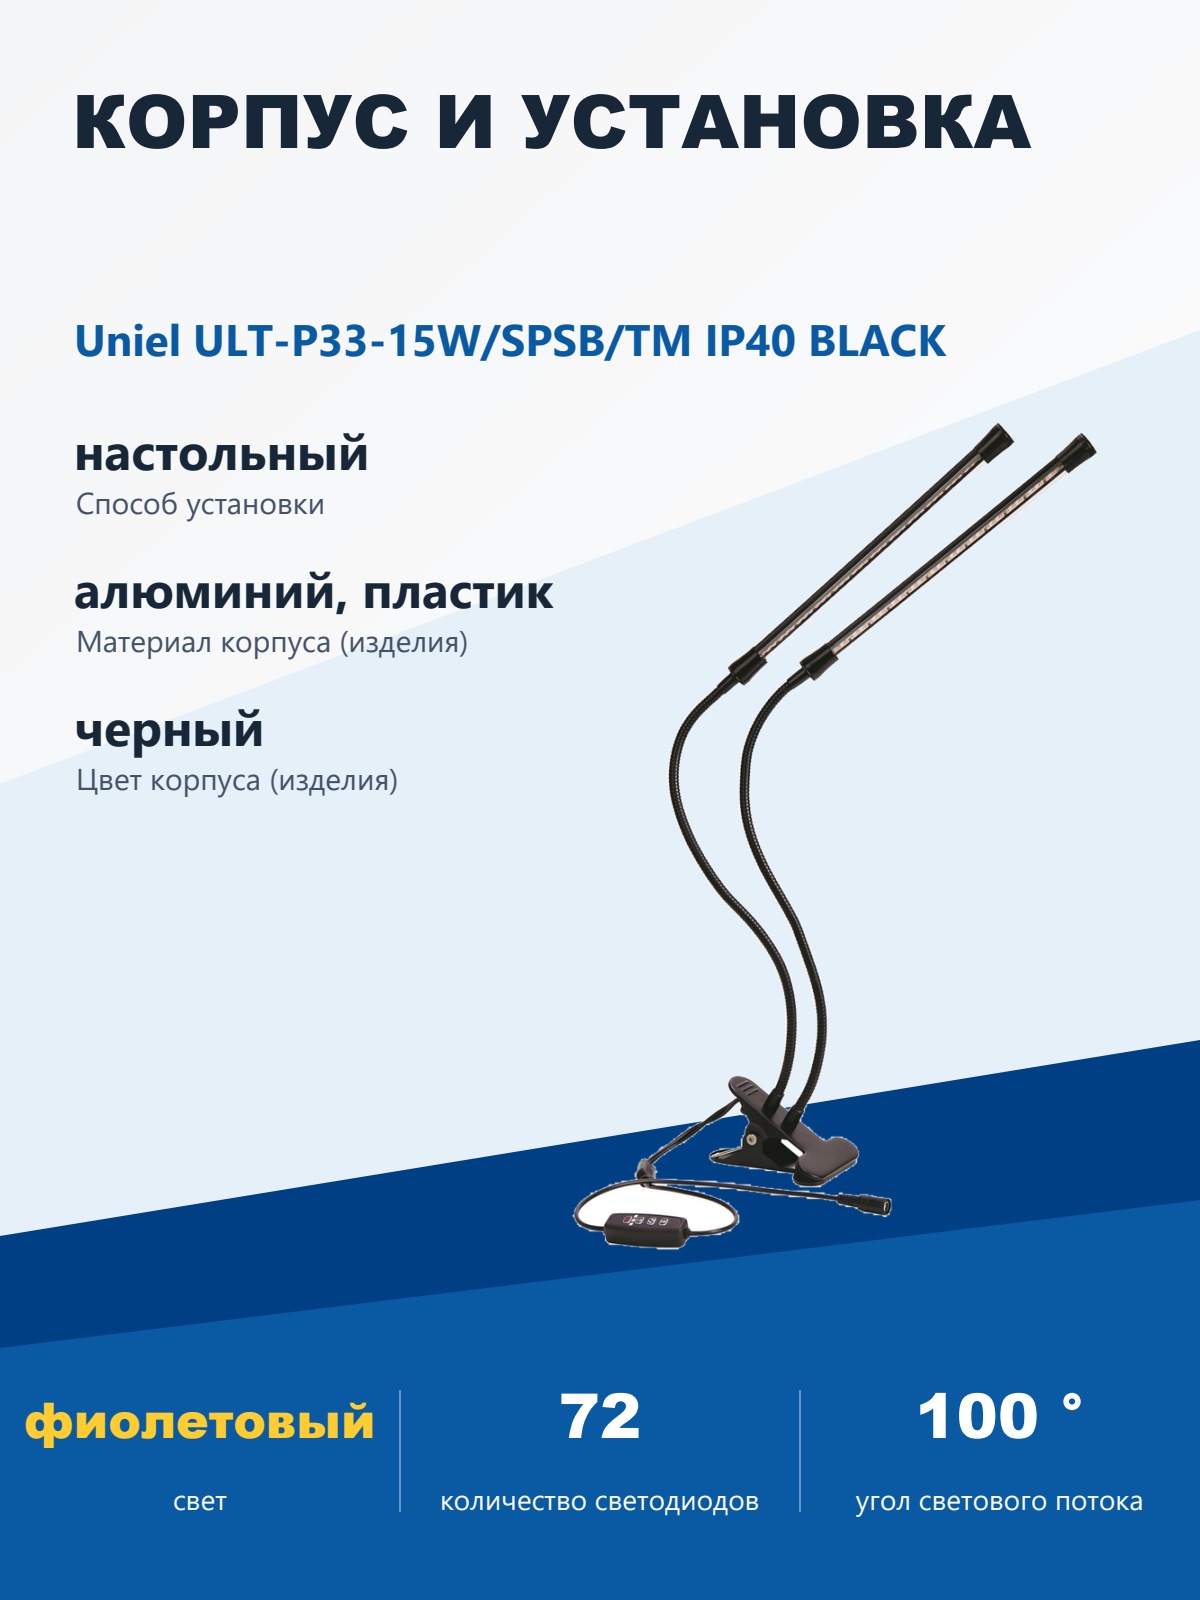 КОРПУС И УСТАНОВКА
Uniel ULT-P33-15W/SPSB/TM IP40 BLACK
настольный
Способ установки
алюминий, пластик
Материал корпуса (изделия)
черный
Цвет корпуса (изделия)
фиолетовый
свет
72
количество светодиодов
100 °
угол светового потока